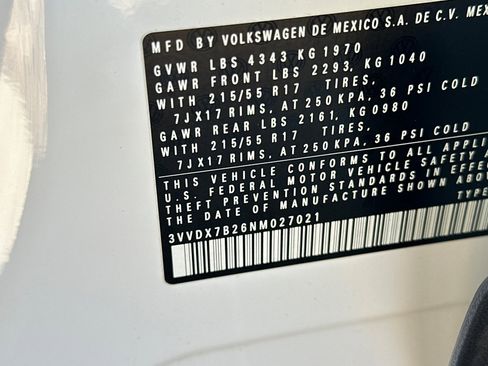 MFD BY VOLKSWAGEN DE MEXICO S.A. DE C.V. MEX
GVWR LBS 4343 KG 1970
GAWR FRONT LBS 2293, KG 1040
WITH 215/55 R17 TIRES,
7JX17 RIMS, AT 250 KPA, 36 PSI COLD
GAWR REAR LBS 2161, KG 0980
WITH 215/55 R17 TIRES,
7JX17 RIMS, AT 250 KPA, 36 PSI COLD
THIS VEHICLE CONFORMS TO ALL APPLI
U.S. FEDERAL MOTOR VEHICLE SAFETY A
THEFT PREVENTION STANDARDS IN EFFEC
THE DATE OF MANUFACTURE SHOWN ABOV
3VVDX7B26NM027021 TYPE